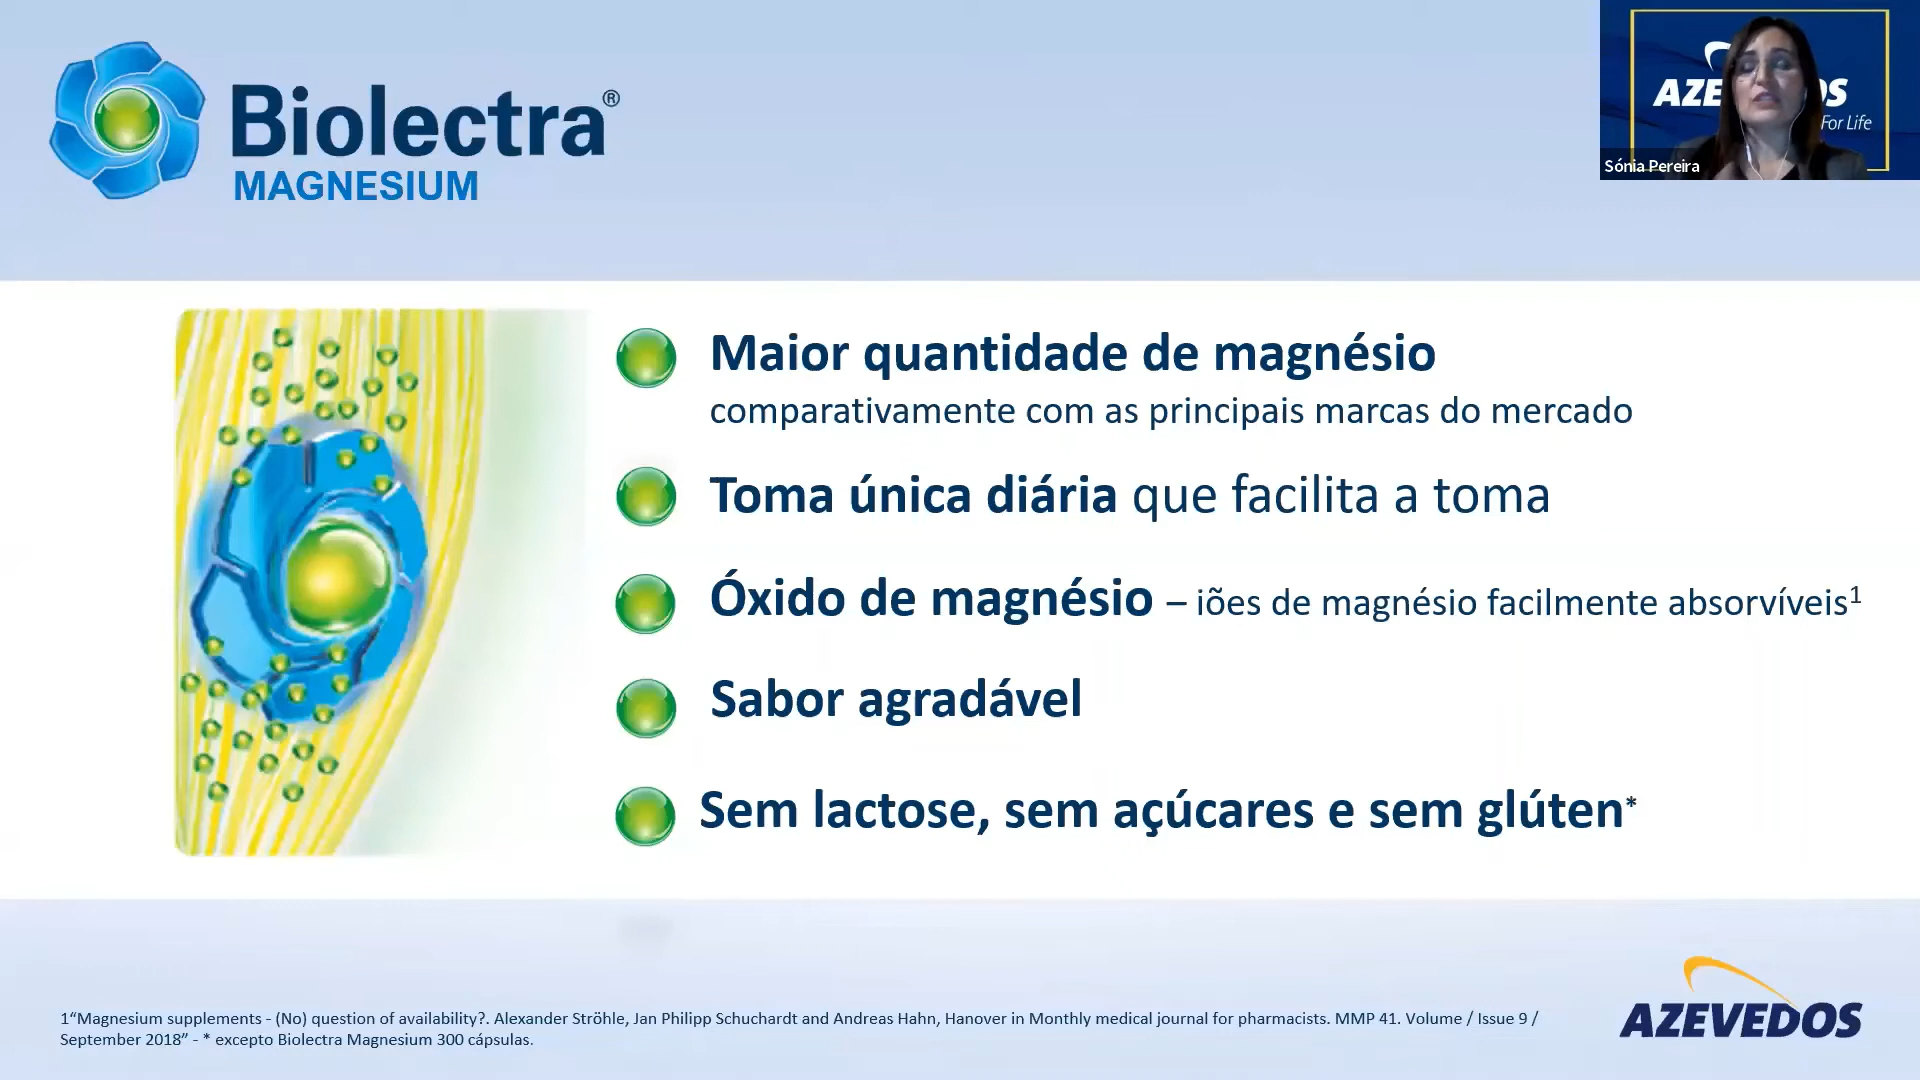 Biolectra®
MAGNESIUM
AZE
OS
For Life
Sónia Pereira
Maior quantidade de magnésio
comparativamente com as principais marcas do mercado
Toma única diária que facilita a toma
Óxido de magnésio – iões de magnésio facilmente absorvíveis¹
Sabor agradável
Sem lactose, sem açúcares e sem glúten*
1“Magnesium supplements - (No) question of availability?. Alexander Ströhle, Jan Philipp Schuchardt and Andreas Hahn, Hanover in Monthly medical journal for pharmacists. MMP 41. Volume / Issue 9 /
September 2018” - * excepto Biolectra Magnesium 300 cápsulas.
AZEVEDOS